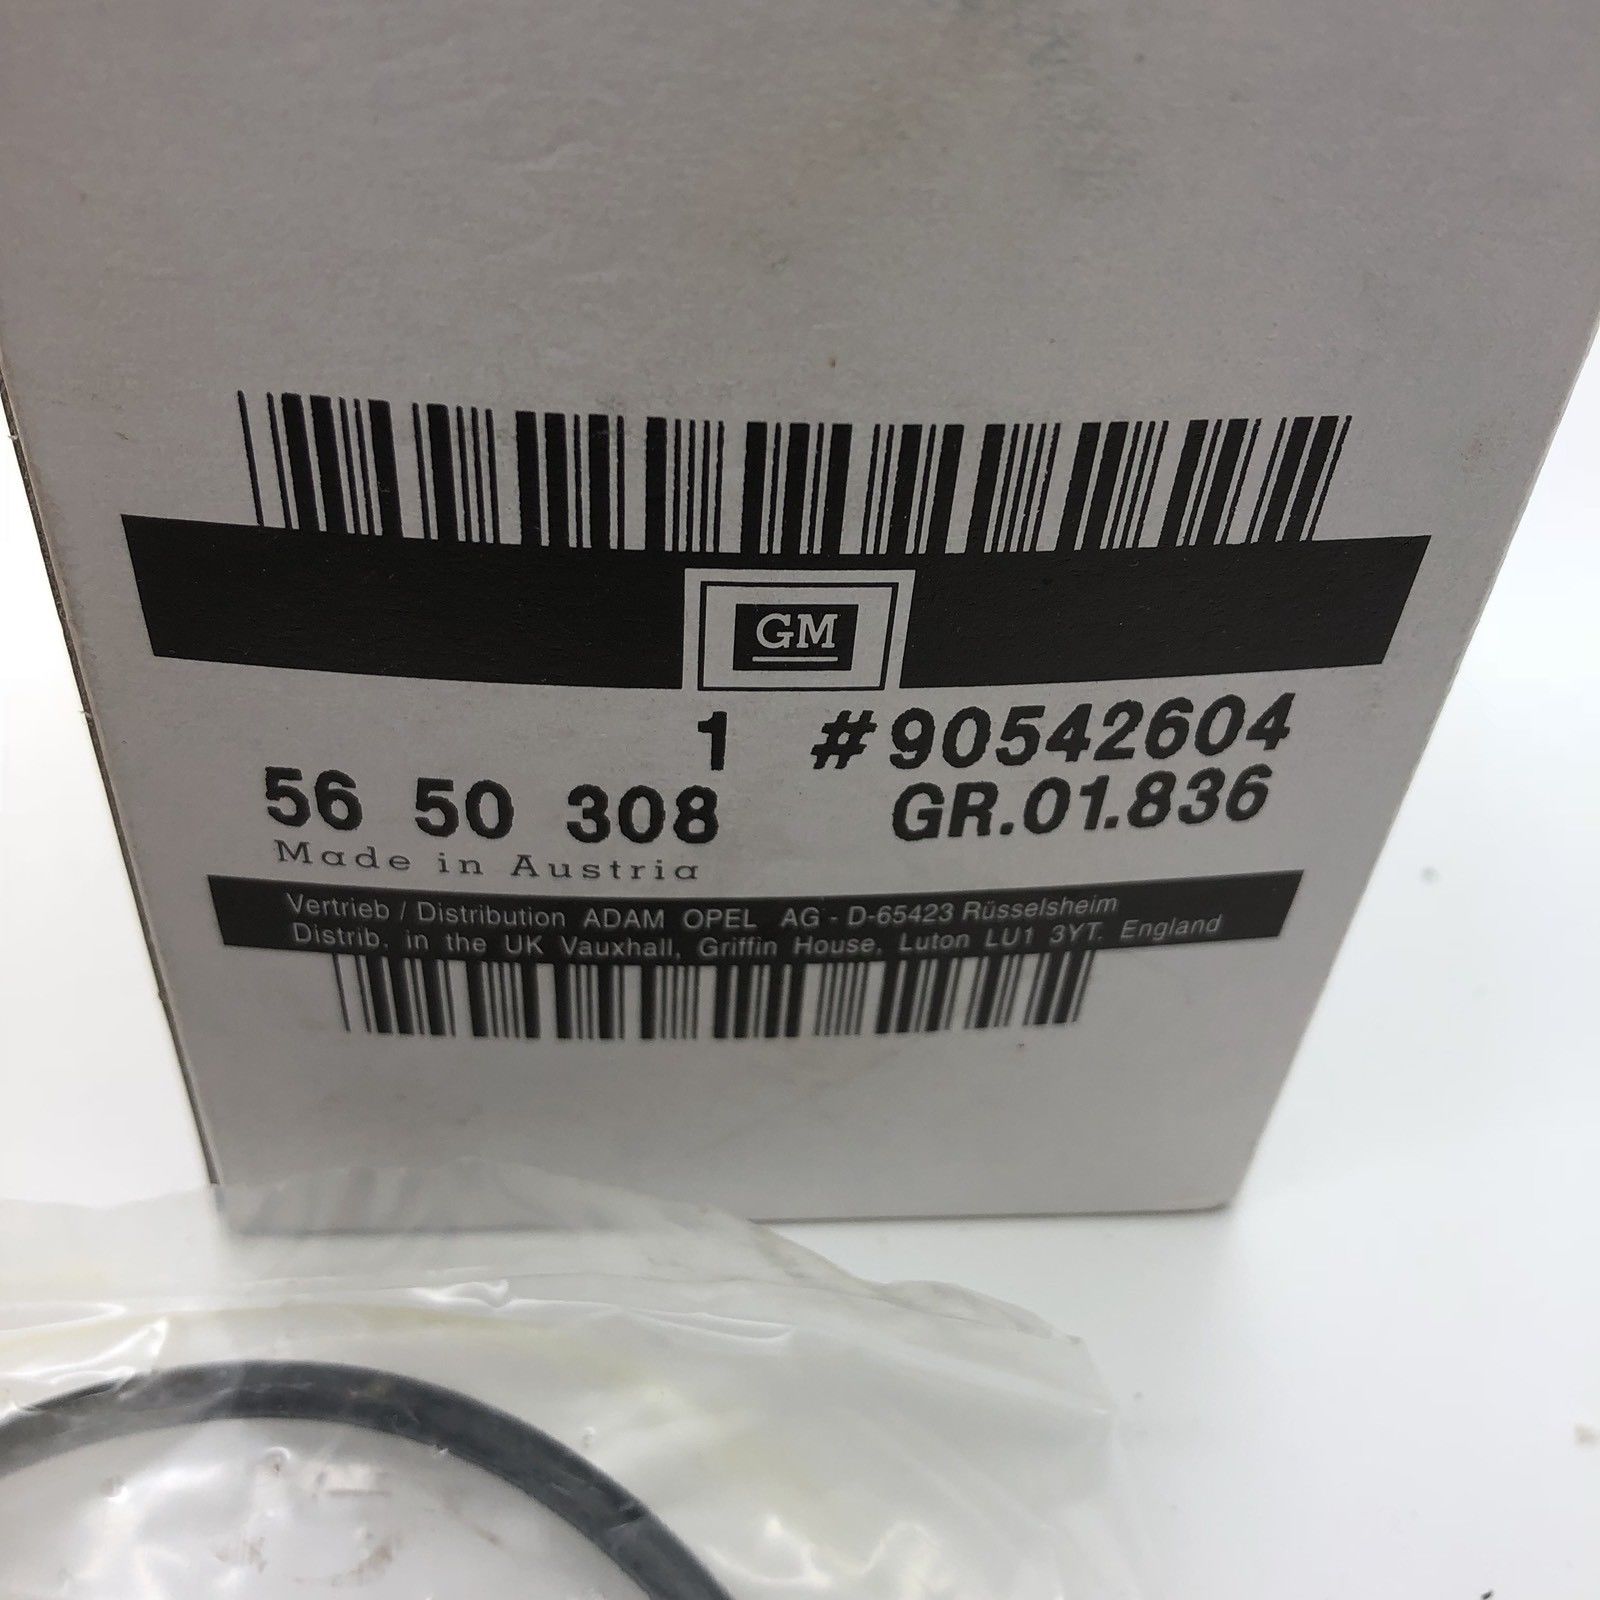 GM
1 #90542604
56 50 308 GR.01.836
Made in Austria
Vertrieb / Distribution ADAM OPEL AG - D-65423 Rüsselsheim
Distrib. in the UK Vauxhall, Griffin House, Luton LU1 3YT. England